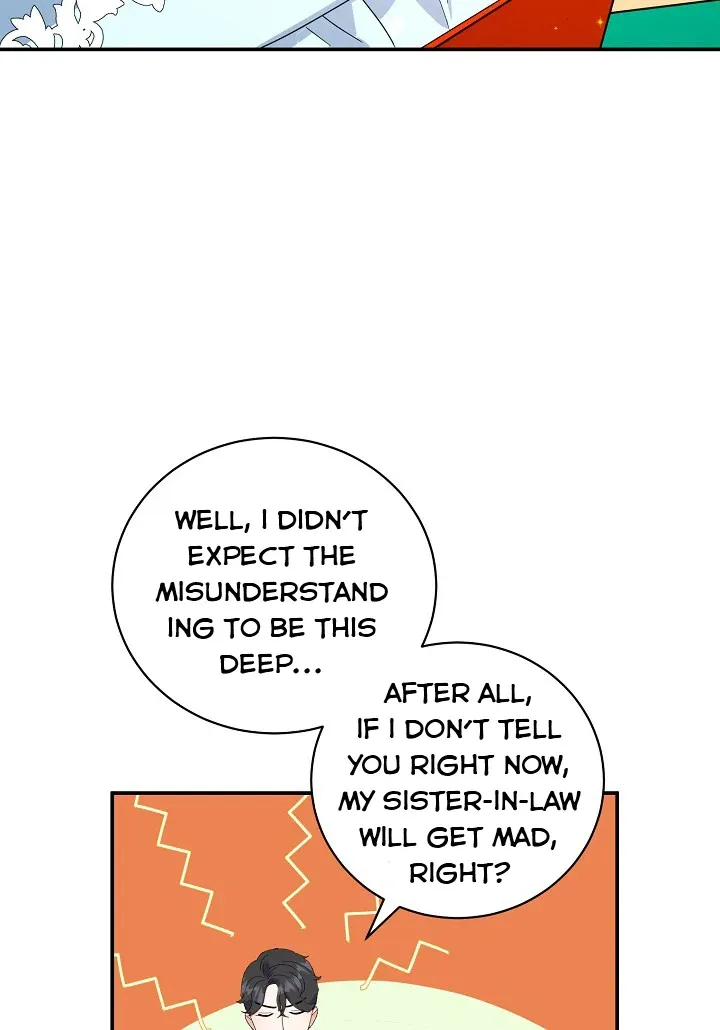 WELL, I DIDN'T
EXPECT THE
MISUNDERSTAND
ING TO BE THIS
DEEP...
AFTER ALL,
IF I DON'T TELL
YOU RIGHT NOW,
MY SISTER-IN-LAW
WILL GET MAD,
RIGHT?